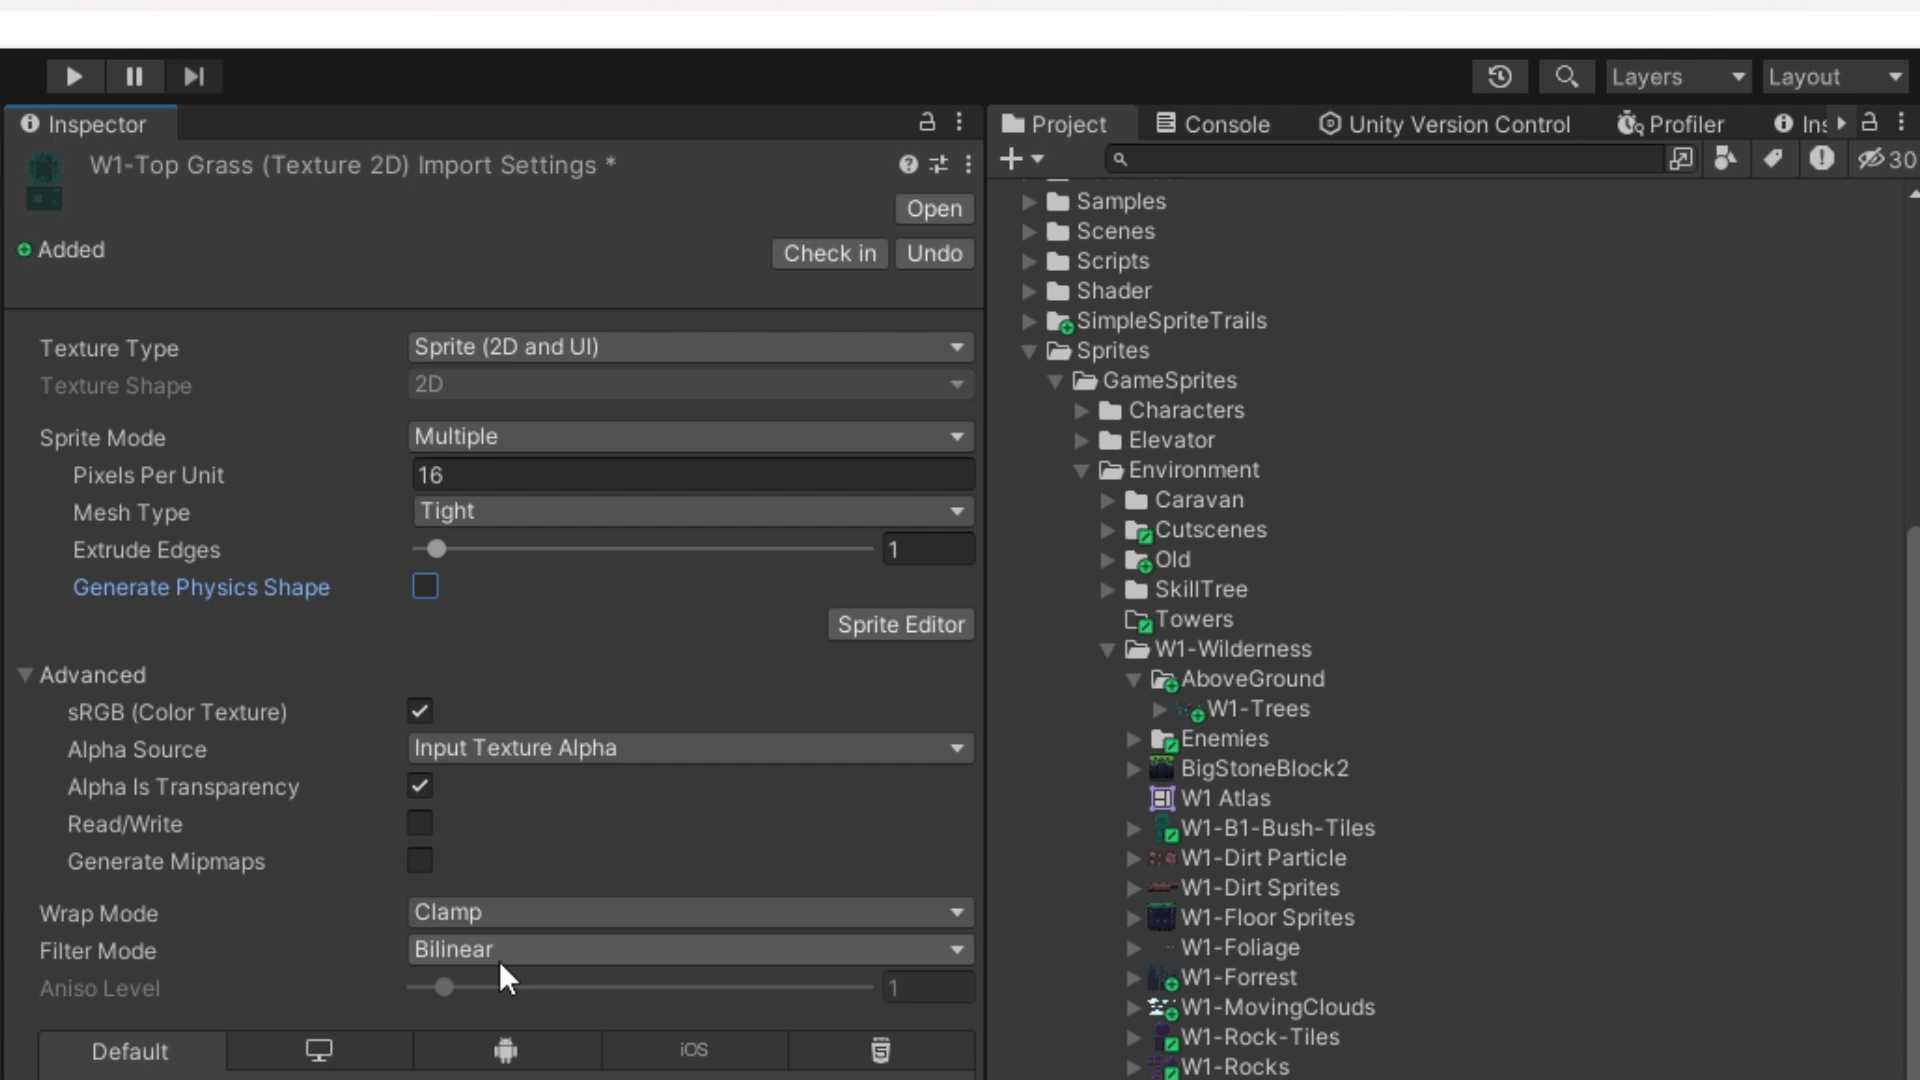 Layers
Layout
Inspector
W1-Top Grass (Texture 2D) Import Settings *
Open
Added
Check in
Undo
Texture Type
Sprite (2D and UI)
Texture Shape
2D
Sprite Mode
Multiple
Pixels Per Unit
16
Mesh Type
Tight
Extrude Edges
1
Generate Physics Shape
Sprite Editor
Advanced
sRGB (Color Texture)
Alpha Source
Input Texture Alpha
Alpha Is Transparency
Read/Write
Generate Mipmaps
Wrap Mode
Clamp
Filter Mode
Bilinear
Aniso Level
1
Default
iOS
Project
Console
Unity Version Control
Profiler
Ins
30
Samples
Scenes
Scripts
Shader
SimpleSpriteTrails
Sprites
GameSprites
Characters
Elevator
Environment
Caravan
Cutscenes
Old
SkillTree
Towers
W1-Wilderness
AboveGround
W1-Trees
Enemies
BigStoneBlock2
W1 Atlas
W1-B1-Bush-Tiles
W1-Dirt Particle
W1-Dirt Sprites
W1-Floor Sprites
W1-Foliage
W1-Forrest
W1-MovingClouds
W1-Rock-Tiles
W1-Rocks